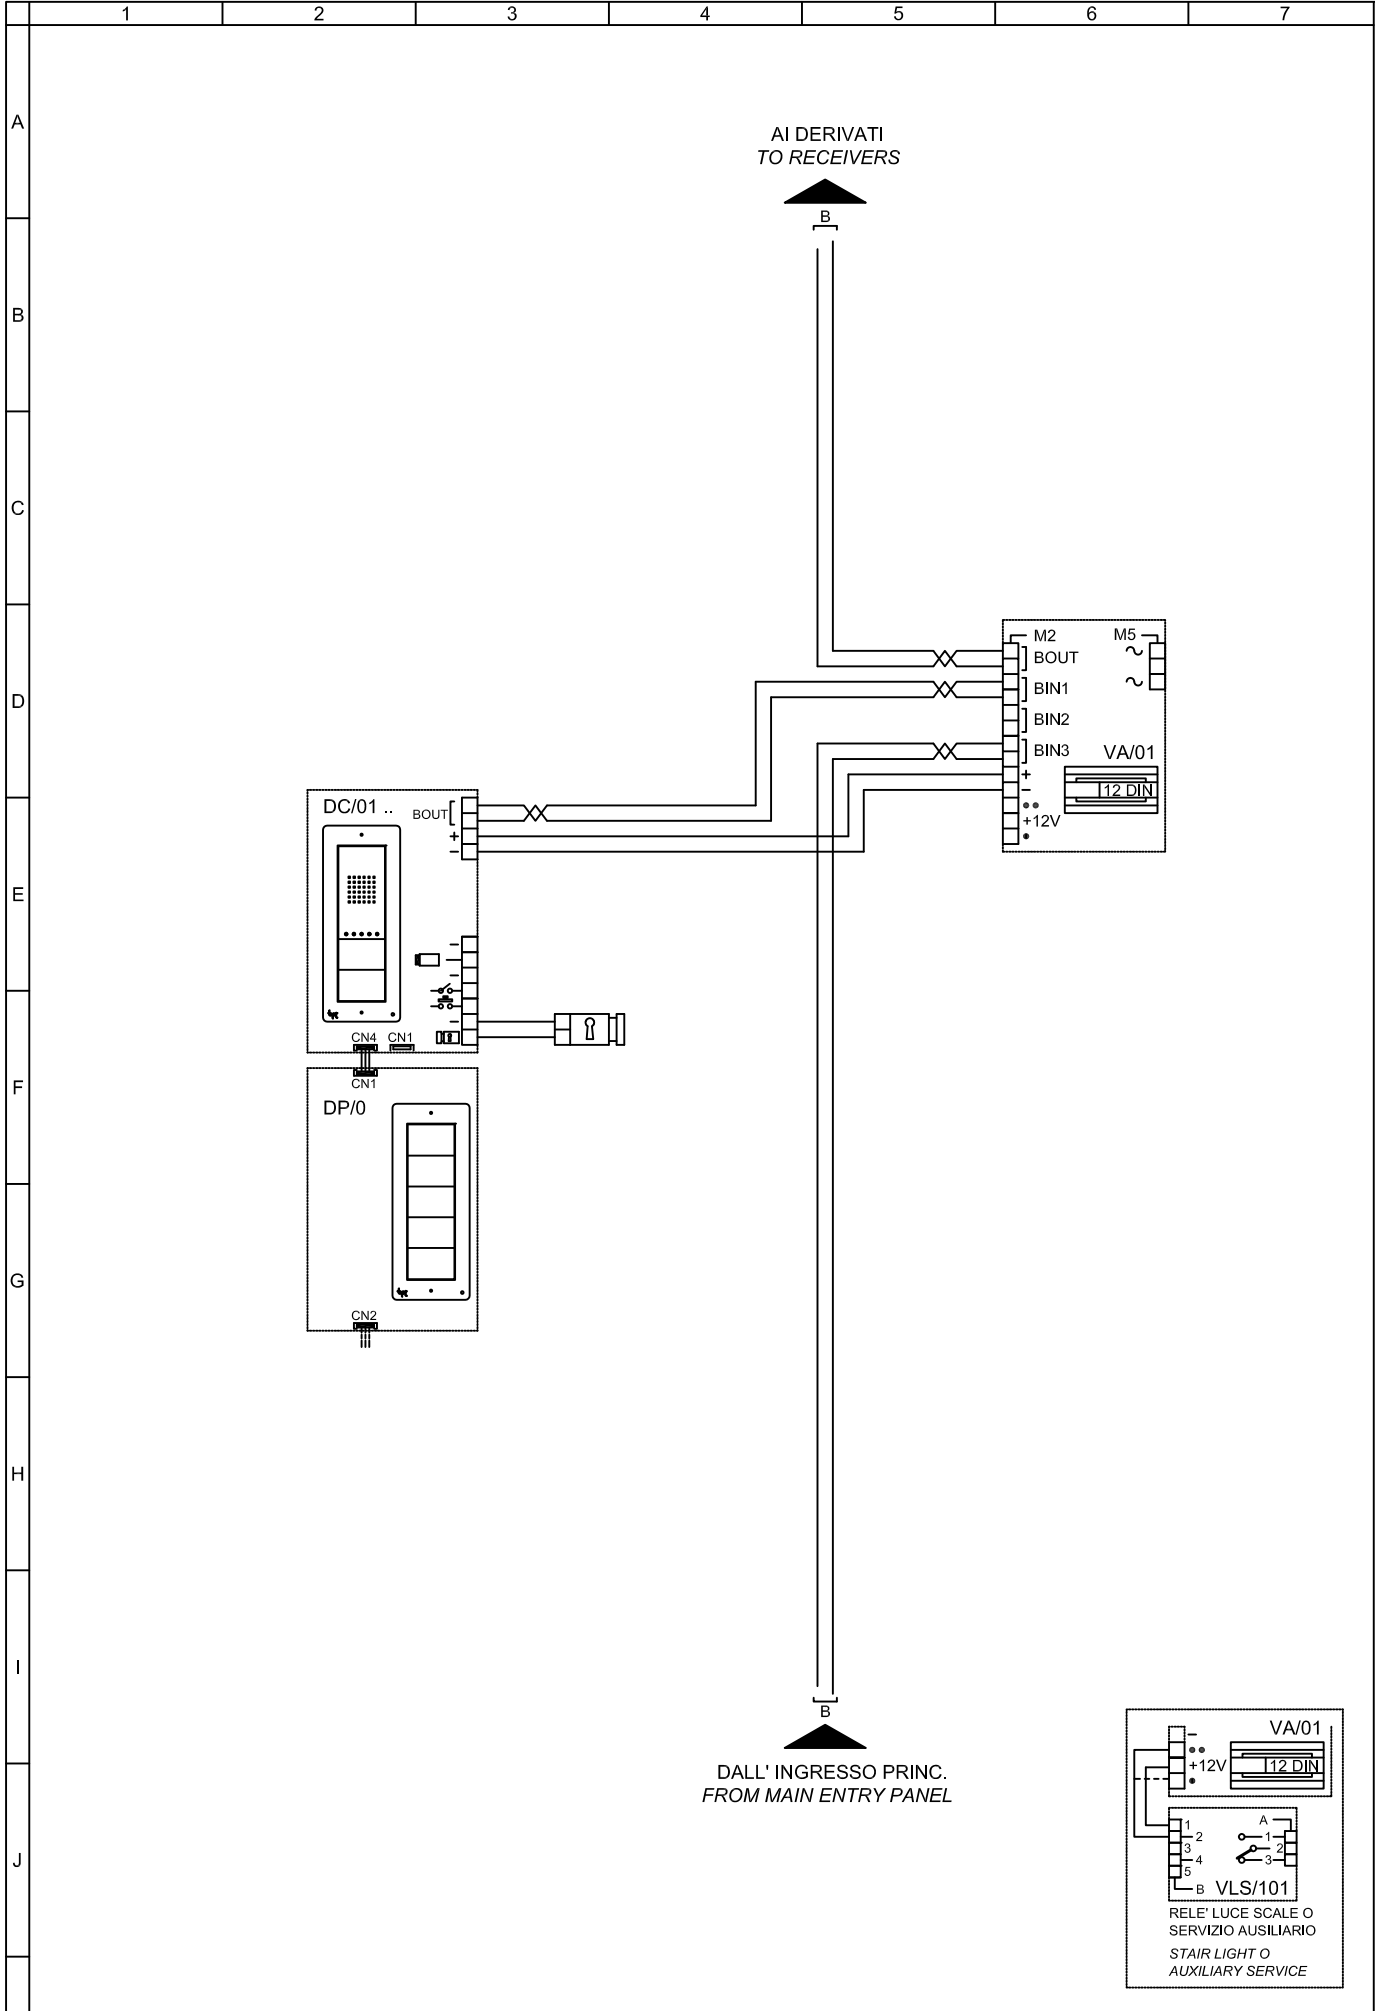 1 2 3 4 5 6 7
A
AI DERIVATI
TO RECEIVERS
B
B
C
M2 M5
BOUT
BIN1
D
BIN2
BIN3 VA/01
+
12 DIN
−
+12V
DC/01 ..
BOUT
+
−
E
−
−
−
CN4 CN1
CN1
F
DP/0
G
CN2
H
I
B
DALL' INGRESSO PRINC.
FROM MAIN ENTRY PANEL
VA/01
−
+12V 12 DIN
J
A
1
2 1
3 2
4 3
5
B VLS/101
RELE' LUCE SCALE O
SERVIZIO AUSILIARIO
STAIR LIGHT O
AUXILIARY SERVICE